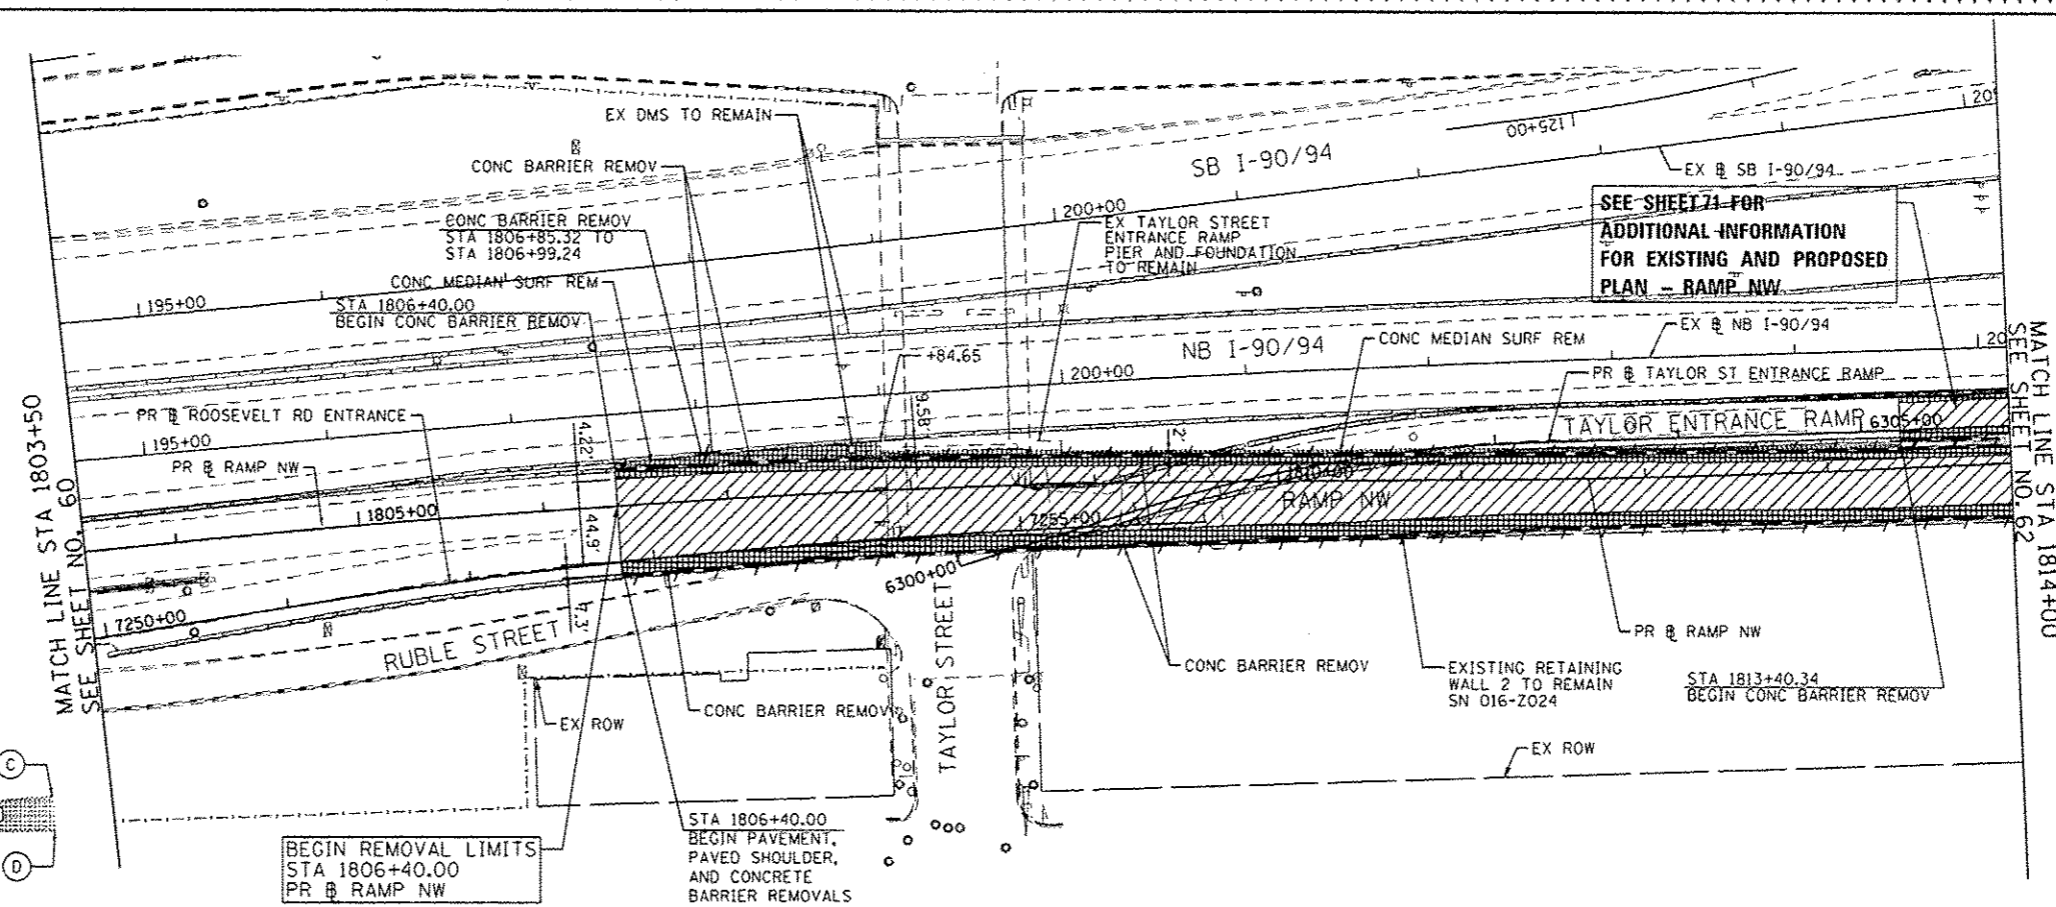 EX DMS TO REMAIN
CONC BARRIER REMOV
CONC BARRIER REMOV
STA 1806+85.32 TO
STA 1806+99.24
CONC MEDIAN SURF REM
STA 1806+40.00
BEGIN CONC BARRIER REMOV
195+00
200+00
125+00
SB I-90/94
EX ℄ SB I-90/94
SEE SHEET 71 FOR
ADDITIONAL INFORMATION
FOR EXISTING AND PROPOSED
PLAN - RAMP NW
EX TAYLOR STREET
ENTRANCE RAMP
PIER AND FOUNDATION
TO REMAIN
+84.65
NB I-90/94
200+00
CONC MEDIAN SURF REM
EX ℄ NB I-90/94
20
20
PR ℄ TAYLOR ST ENTRANCE RAMP
TAYLOR ENTRANCE RAMP
6305+00
MATCH LINE STA 1803+50
SEE SHEET NO. 60
MATCH LINE STA 1814+00
SEE SHEET NO. 62
PR ℄ ROOSEVELT RD ENTRANCE
195+00
PR ℄ RAMP NW
1805+00
4.22'
44.9'
9.58'
RAMP NW
7255+00
6300+00
7250+00
RUBLE STREET
TAYLOR STREET
CONC BARRIER REMOV
EX ROW
CONC BARRIER REMOV
EXISTING RETAINING
WALL 2 TO REMAIN
SN 016-Z024
PR ℄ RAMP NW
STA 1813+40.34
BEGIN CONC BARRIER REMOV
EX ROW
C
D
BEGIN REMOVAL LIMITS
STA 1806+40.00
PR ℄ RAMP NW
STA 1806+40.00
BEGIN PAVEMENT,
PAVED SHOULDER,
AND CONCRETE
BARRIER REMOVALS